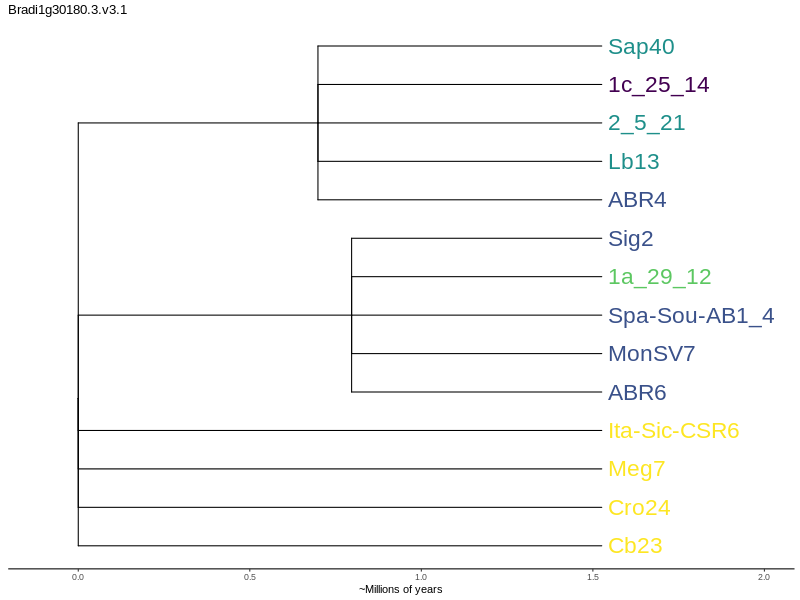 Bradi1g30180.3.v3.1
Sap40
1c_25_14
2_5_21
Lb13
ABR4
Sig2
1a_29_12
Spa-Sou-AB1_4
MonSV7
ABR6
Ita-Sic-CSR6
Meg7
Cro24
Cb23
0.0 0.5 1.0 1.5 2.0
~Millions of years